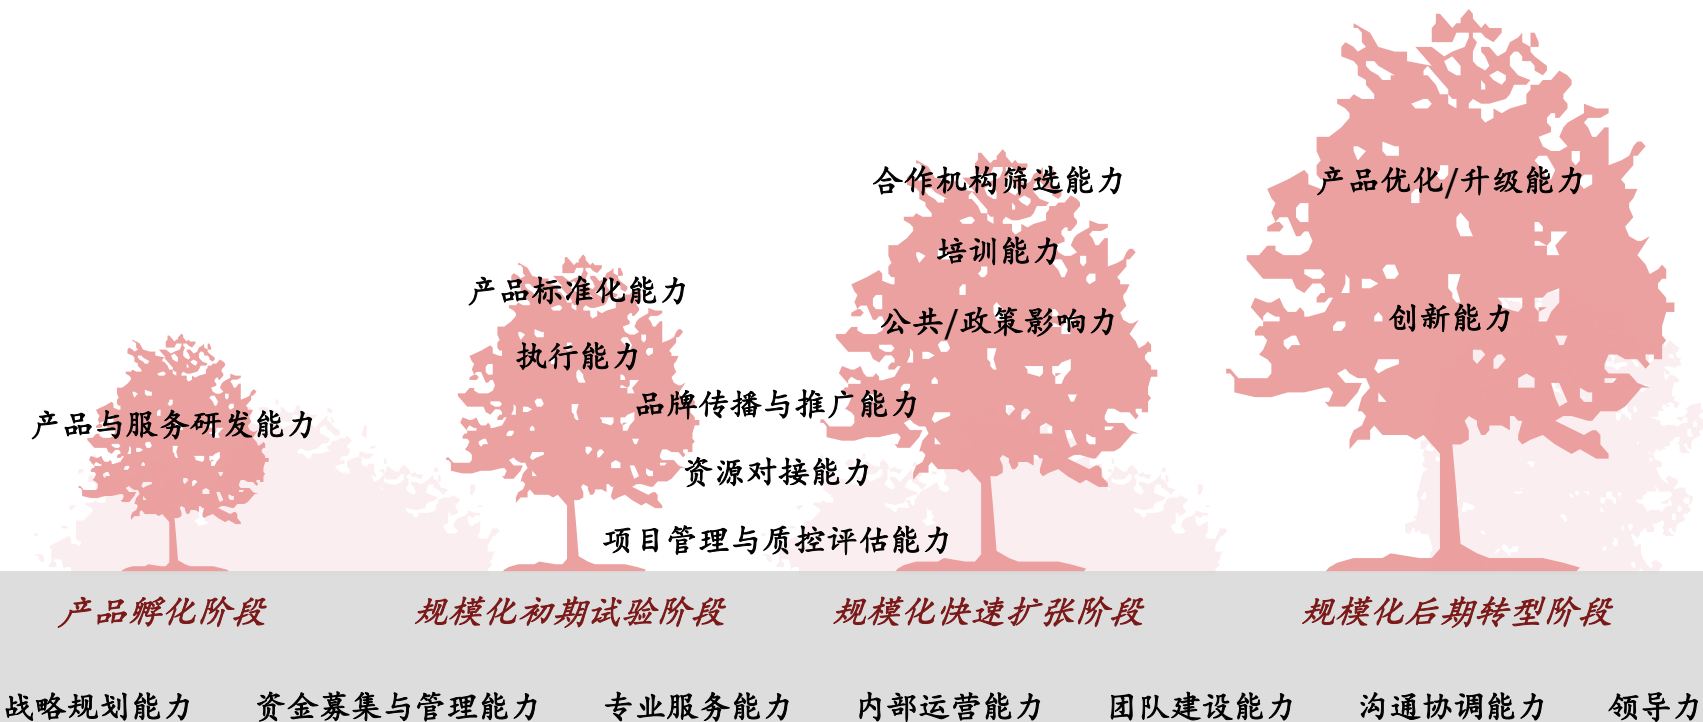 合作机构筛选能力
产品优化/升级能力
培训能力
产品标准化能力
公共/政策影响力
创新能力
执行能力
品牌传播与推广能力
产品与服务研发能力
资源对接能力
项目管理与质控评估能力
产品孵化阶段
规模化初期试验阶段
规模化快速扩张阶段
规模化后期转型阶段
战略规划能力
资金募集与管理能力
专业服务能力
内部运营能力
团队建设能力
沟通协调能力
领导力